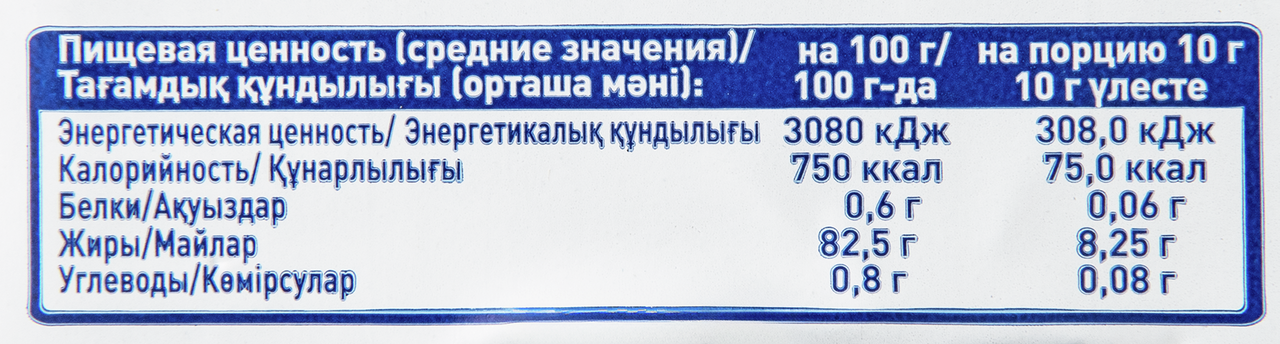 Пищевая ценность (средние значения)/ на 100 г/ на порцию 10 г
Тағамдық құндылығы (орташа мәні): 100 г-да 10 г үлесте
Энергетическая ценность/ Энергетикалық құндылығы 3080 кДж 308,0 кДж
Калорийность/ Құнарлылығы 750 ккал 75,0 ккал
Белки/Ақуыздар 0,6 г 0,06 г
Жиры/Майлар 82,5 г 8,25 г
Углеводы/Көмірсулар 0,8 г 0,08 г